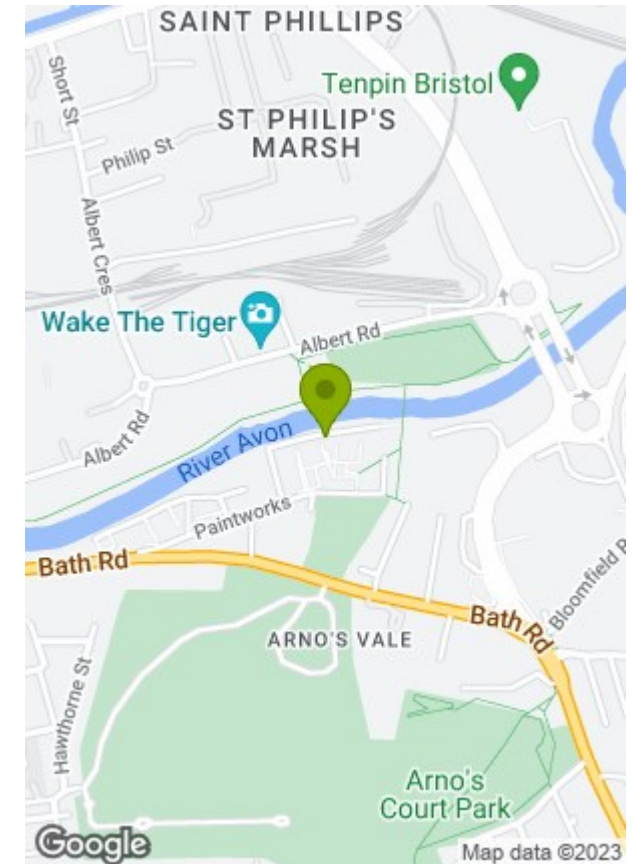 SAINT PHILLIPS
Short St
Tenpin Bristol
ST PHILIP'S
MARSH
Philip St
Albert Cres
Wake The Tiger
Albert Rd
Albert Rd
River Avon
Paintworks
Bath Rd
Bath Rd
Bloomfield R
ARNO'S VALE
Hawthorne St
Arno's
Court Park
Google
Map data ©2023